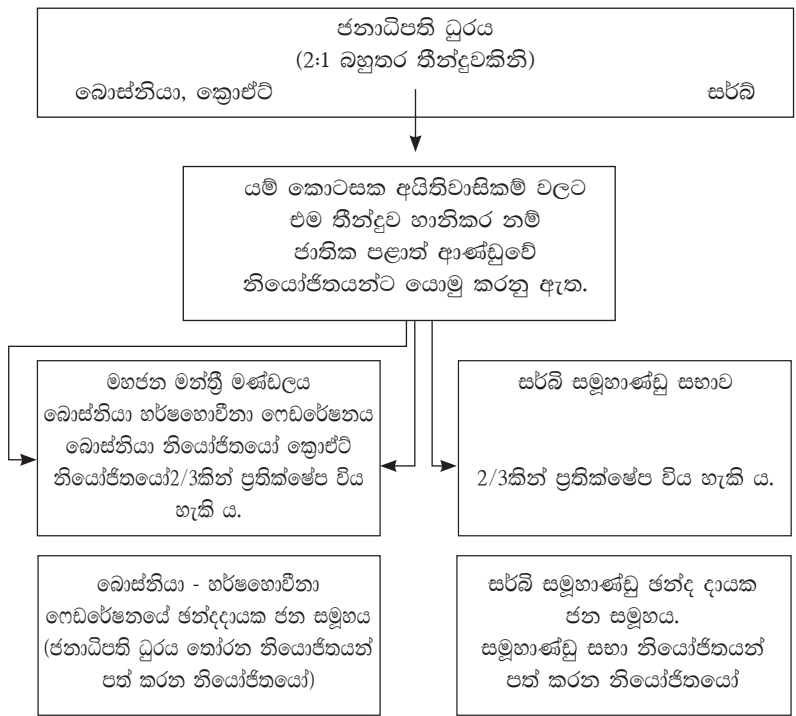 ජනාධිපති ධුරය
(2:1 බහුතර තීන්දුවකිනි)
බොස්නියා, ක්‍රොඒට් සර්බ්
යම් කොටසක අයිතිවාසිකම් වලට
එම තීන්දුව හානිකර නම්
ජාතික පළාත් ආණ්ඩුවේ
නියෝජිතයන්ට යොමු කරනු ඇත.
මහජන මන්ත්‍රී මණ්ඩලය
බොස්නියා හර්ෂහොවීනා ෆෙඩරේෂනය
බොස්නියා නියෝජිතයෝ ක්‍රොඒට්
නියෝජිතයෝ2/3කින් ප්‍රතික්ෂේප විය
හැකි ය.
සර්බි සමූහාණ්ඩු සභාව
2/3කින් ප්‍රතික්ෂේප විය හැකි ය.
බොස්නියා - හර්ෂහොවීනා
ෆෙඩරේෂනයේ ඡන්දදායක ජන සමූහය
(ජනාධිපති ධුරය තෝරන නියොජිතයන්
පත් කරන නියෝජිතයෝ)
සර්බි සමූහාණ්ඩු ඡන්ද දායක
ජන සමූහය.
සමූහාණ්ඩු සභා නියෝජිතයන්
පත් කරන නියෝජිතයෝ